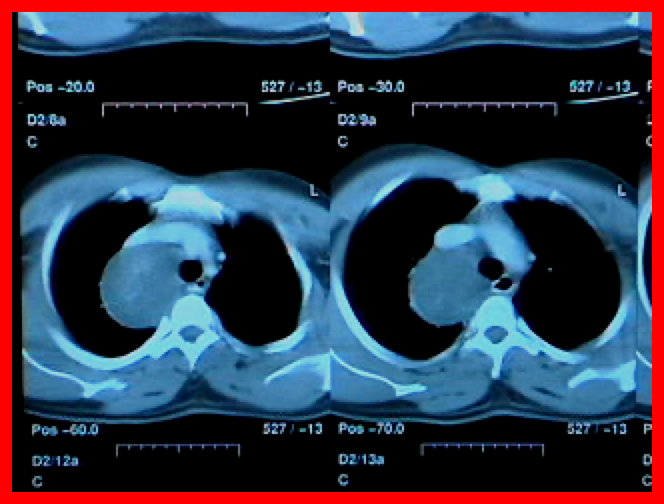 Pos -20.0 527 / -13 Pos -30.0 527 / -13
D2/8a D2/9a
C C
L L
Pos -60.0 527 / -13 Pos -70.0 527 / -13
D2/12a D2/13a
C C